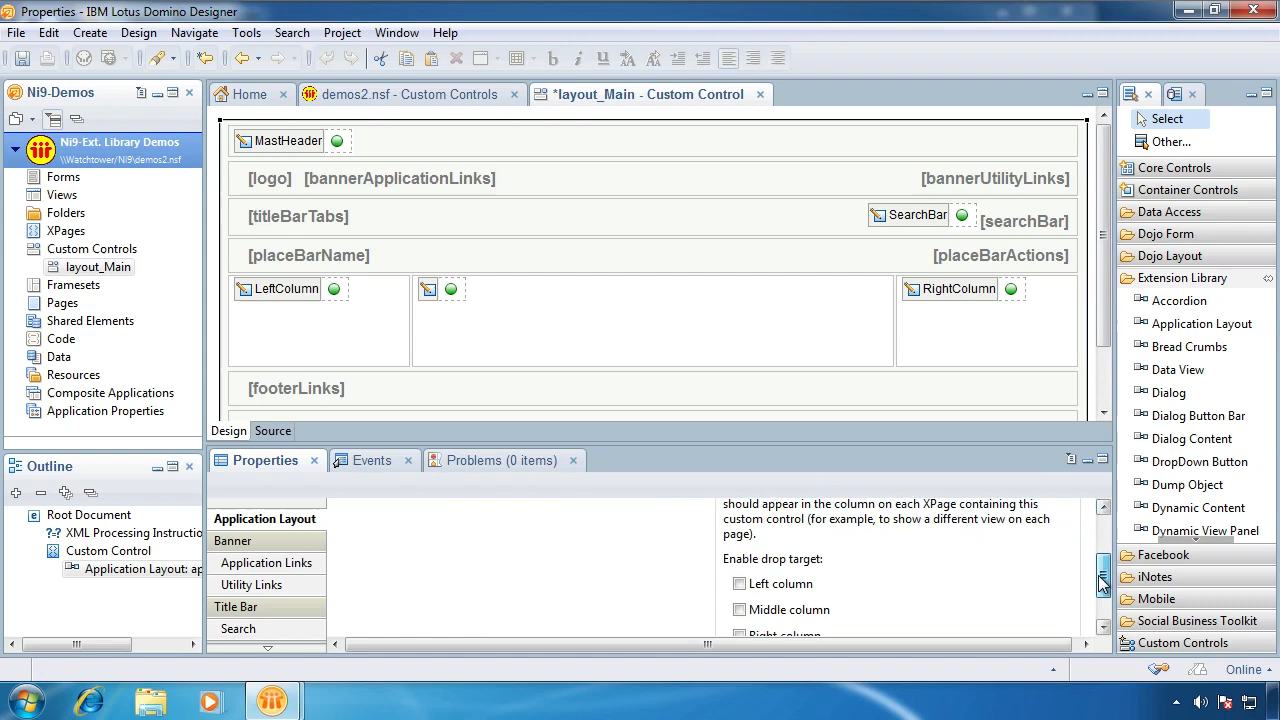 Properties - IBM Lotus Domino Designer
File Edit Create Design Navigate Tools Search Project Window Help
b i u
Ni9-Demos
Home demos2.nsf - Custom Controls *layout_Main - Custom Control
Ni9-Ext. Library Demos
\\Watchtower/Ni9\demos2.nsf
Forms
Views
Folders
XPages
Custom Controls
layout_Main
Framesets
Pages
Shared Elements
Code
Data
Resources
Composite Applications
Application Properties
MastHeader
[logo] [bannerApplicationLinks] [bannerUtilityLinks]
[titleBarTabs] SearchBar [searchBar]
[placeBarName] [placeBarActions]
LeftColumn RightColumn
[footerLinks]
Design Source
Select
Other...
Core Controls
Container Controls
Data Access
Dojo Form
Dojo Layout
Extension Library
Accordion
Application Layout
Bread Crumbs
Data View
Dialog
Dialog Button Bar
Dialog Content
DropDown Button
Dump Object
Dynamic Content
Dynamic View Panel
Facebook
iNotes
Mobile
Social Business Toolkit
Custom Controls
Outline
Root Document
XML Processing Instructio
Custom Control
Application Layout: ap
Properties Events Problems (0 items)
Application Layout
Banner
Application Links
Utility Links
Title Bar
Search
should appear in the column on each XPage containing this
custom control (for example, to show a different view on each
page).
Enable drop target:
Left column
Middle column
Right column
Online